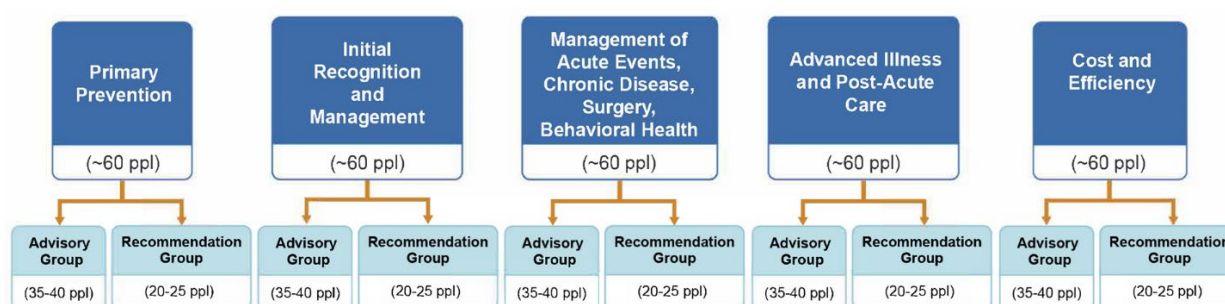 Primary
Prevention
(~60 ppl)
Initial
Recognition
and
Management
(~60 ppl)
Management of
Acute Events,
Chronic Disease,
Surgery,
Behavioral Health
(~60 ppl)
Advanced Illness
and Post-Acute
Care
(~60 ppl)
Cost and
Efficiency
(~60 ppl)
Advisory
Group
(35-40 ppl)
Recommendation
Group
(20-25 ppl)
Advisory
Group
(35-40 ppl)
Recommendation
Group
(20-25 ppl)
Advisory
Group
(35-40 ppl)
Recommendation
Group
(20-25 ppl)
Advisory
Group
(35-40 ppl)
Recommendation
Group
(20-25 ppl)
Advisory
Group
(35-40 ppl)
Recommendation
Group
(20-25 ppl)